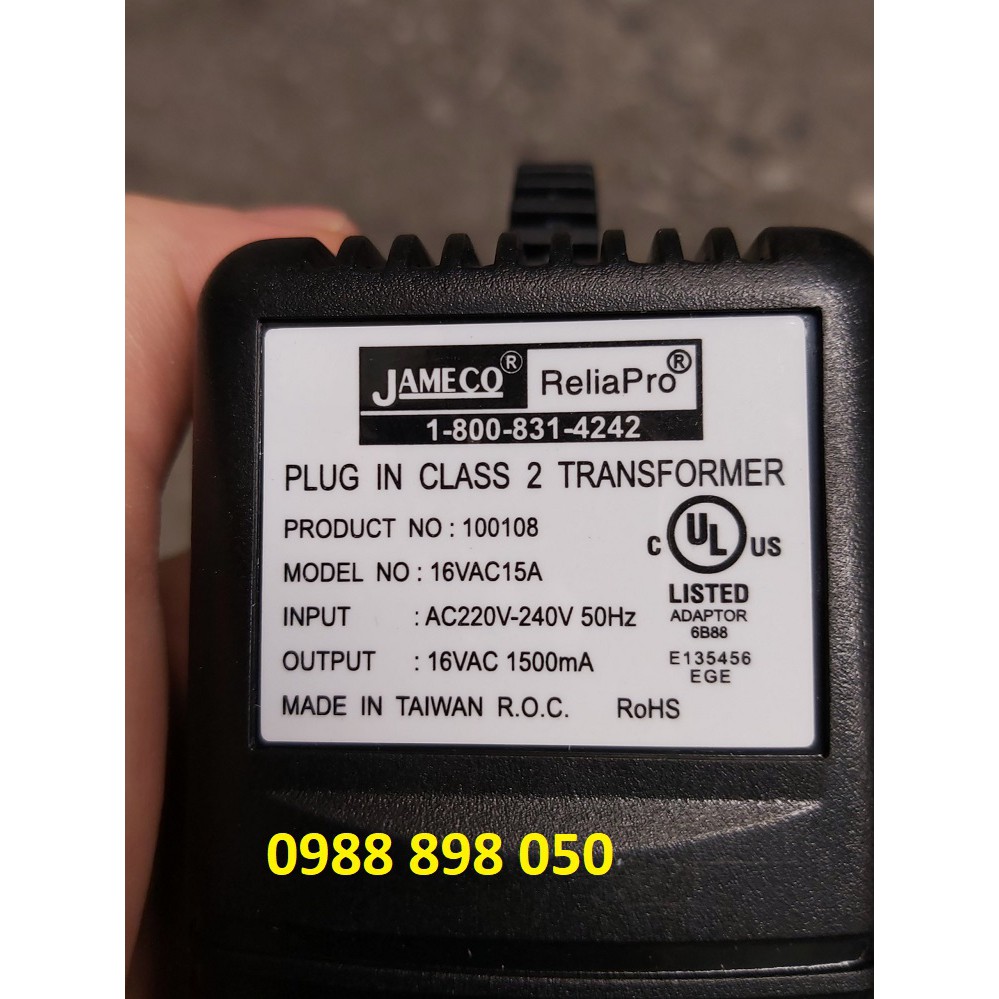 JAMECO® ReliaPro®
1-800-831-4242
PLUG IN CLASS 2 TRANSFORMER
PRODUCT NO : 100108
MODEL NO : 16VAC15A
INPUT : AC220V-240V 50Hz
OUTPUT : 16VAC 1500mA
MADE IN TAIWAN R.O.C. RoHS
C UL US
LISTED
ADAPTOR
6B88
E135456
EGE
0988 898 050